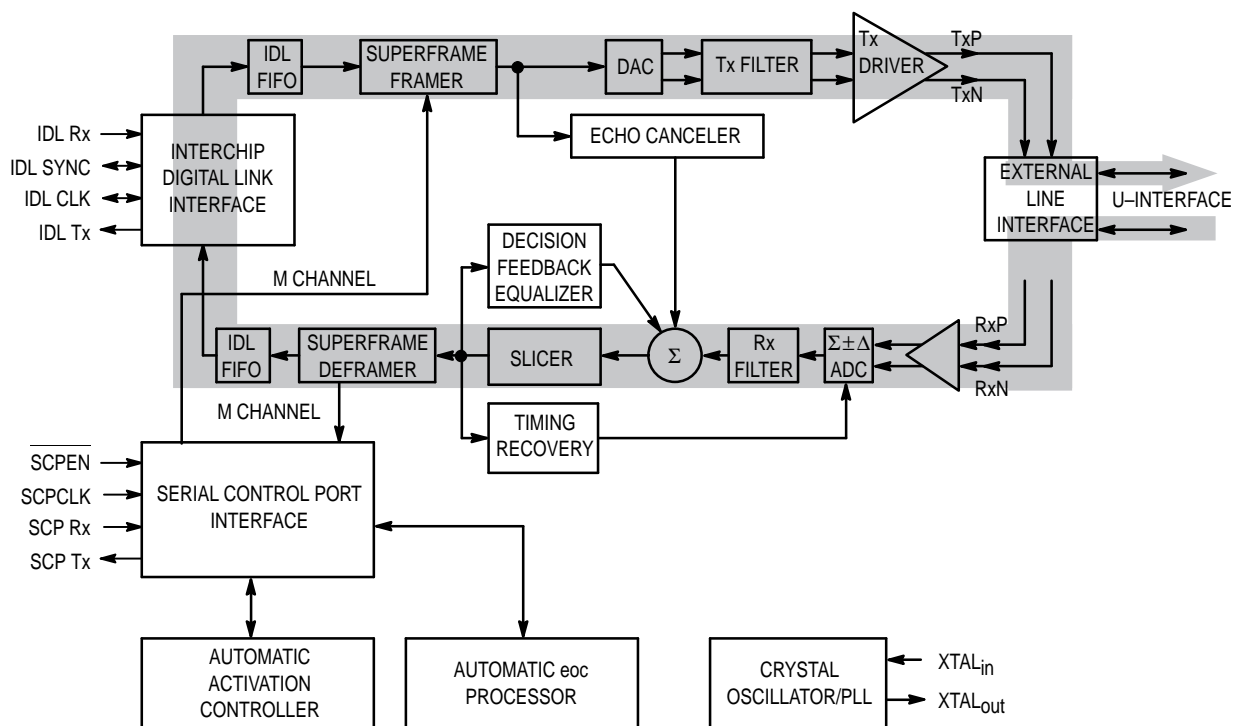 IDL
FIFO
SUPERFRAME
FRAMER
DAC
Tx FILTER
Tx
DRIVER
TxP
TxN
ECHO CANCELER
IDL Rx
IDL SYNC
IDL CLK
IDL Tx
INTERCHIP
DIGITAL LINK
INTERFACE
EXTERNAL
LINE
INTERFACE
U–INTERFACE
M CHANNEL
DECISION
FEEDBACK
EQUALIZER
IDL
FIFO
SUPERFRAME
DEFRAMER
SLICER
Σ
Rx
FILTER
Σ±Δ
ADC
RxP
RxN
M CHANNEL
TIMING
RECOVERY
SCPEN
SCPCLK
SCP Rx
SCP Tx
SERIAL CONTROL PORT
INTERFACE
AUTOMATIC
ACTIVATION
CONTROLLER
AUTOMATIC eoc
PROCESSOR
CRYSTAL
OSCILLATOR/PLL
XTALin
XTALout